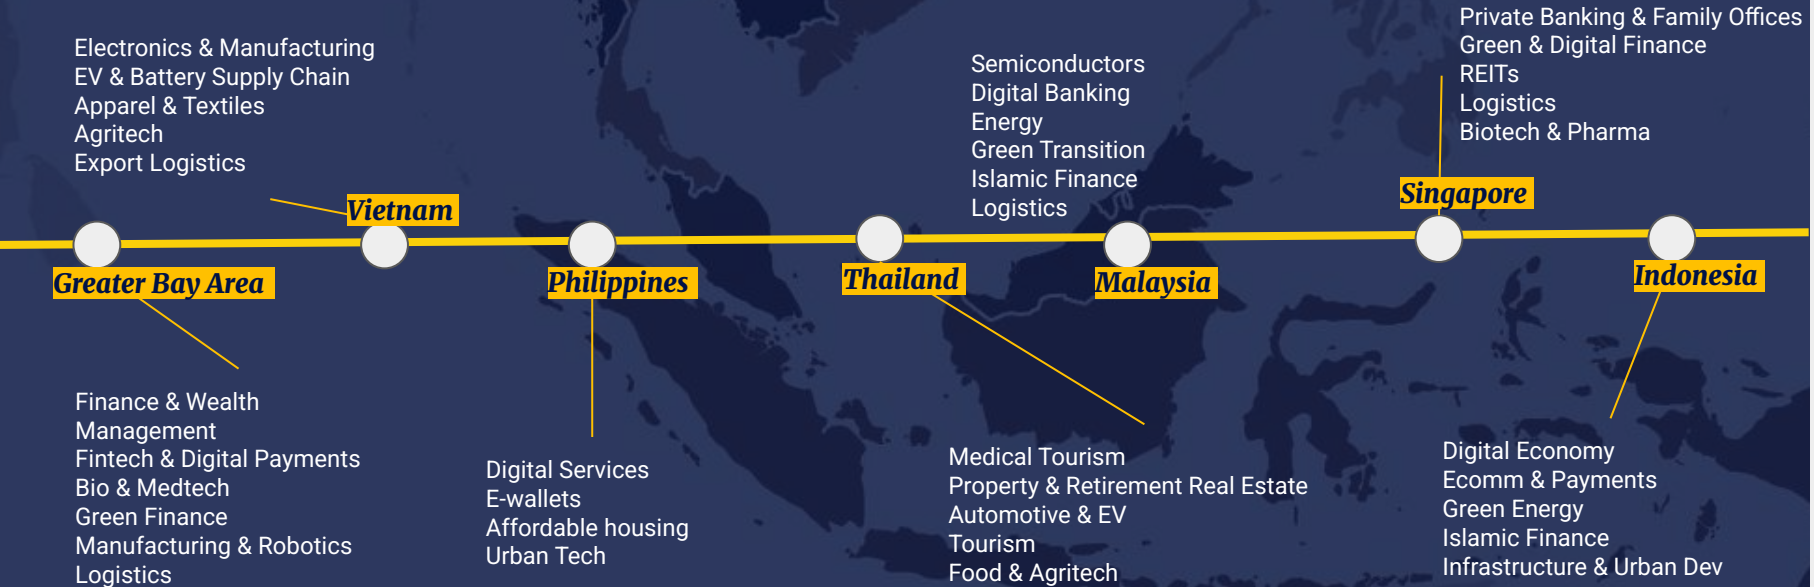 Electronics & Manufacturing
EV & Battery Supply Chain
Apparel & Textiles
Agritech
Export Logistics
Vietnam
Greater Bay Area
Finance & Wealth
Management
Fintech & Digital Payments
Bio & Medtech
Green Finance
Manufacturing & Robotics
Logistics
Philippines
Digital Services
E-wallets
Affordable housing
Urban Tech
Thailand
Medical Tourism
Property & Retirement Real Estate
Automotive & EV
Tourism
Food & Agritech
Semiconductors
Digital Banking
Energy
Green Transition
Islamic Finance
Logistics
Malaysia
Private Banking & Family Offices
Green & Digital Finance
REITs
Logistics
Biotech & Pharma
Singapore
Indonesia
Digital Economy
Ecomm & Payments
Green Energy
Islamic Finance
Infrastructure & Urban Dev